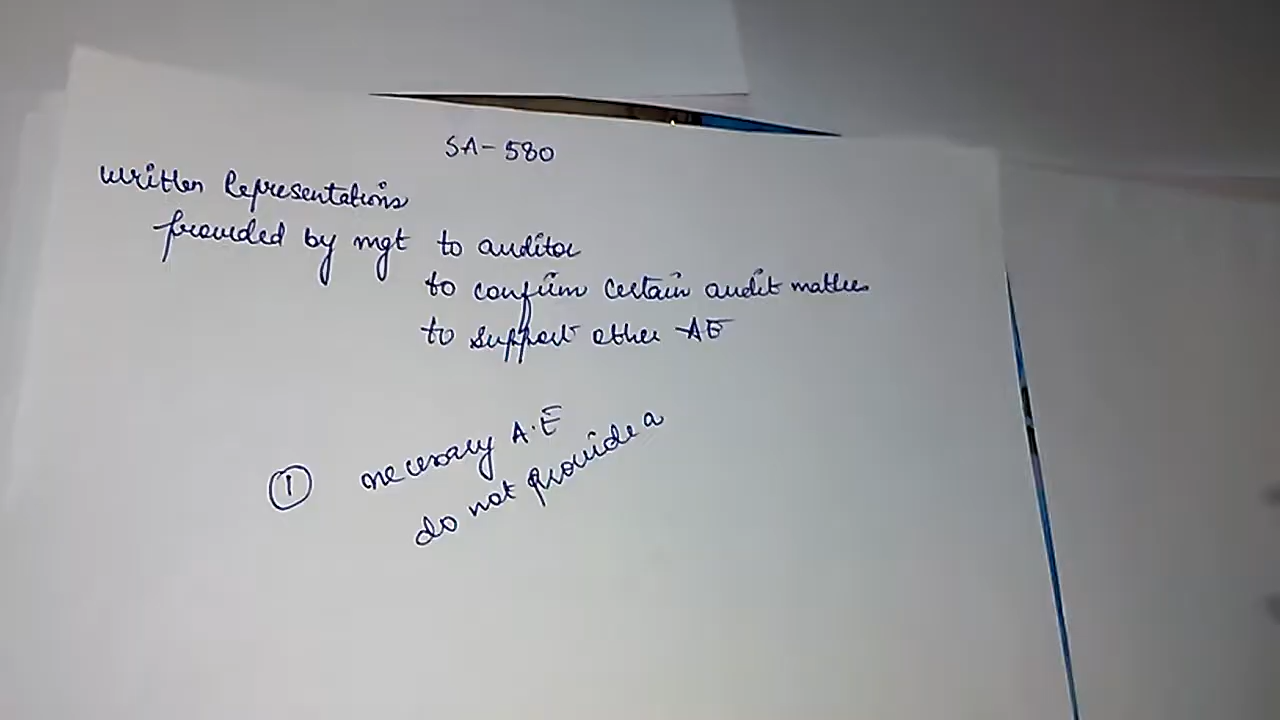 SA-580
Written Representations
provided by mgt to auditor
to confirm certain audit matter
to support other AE
① necessary A.E
do not provide a